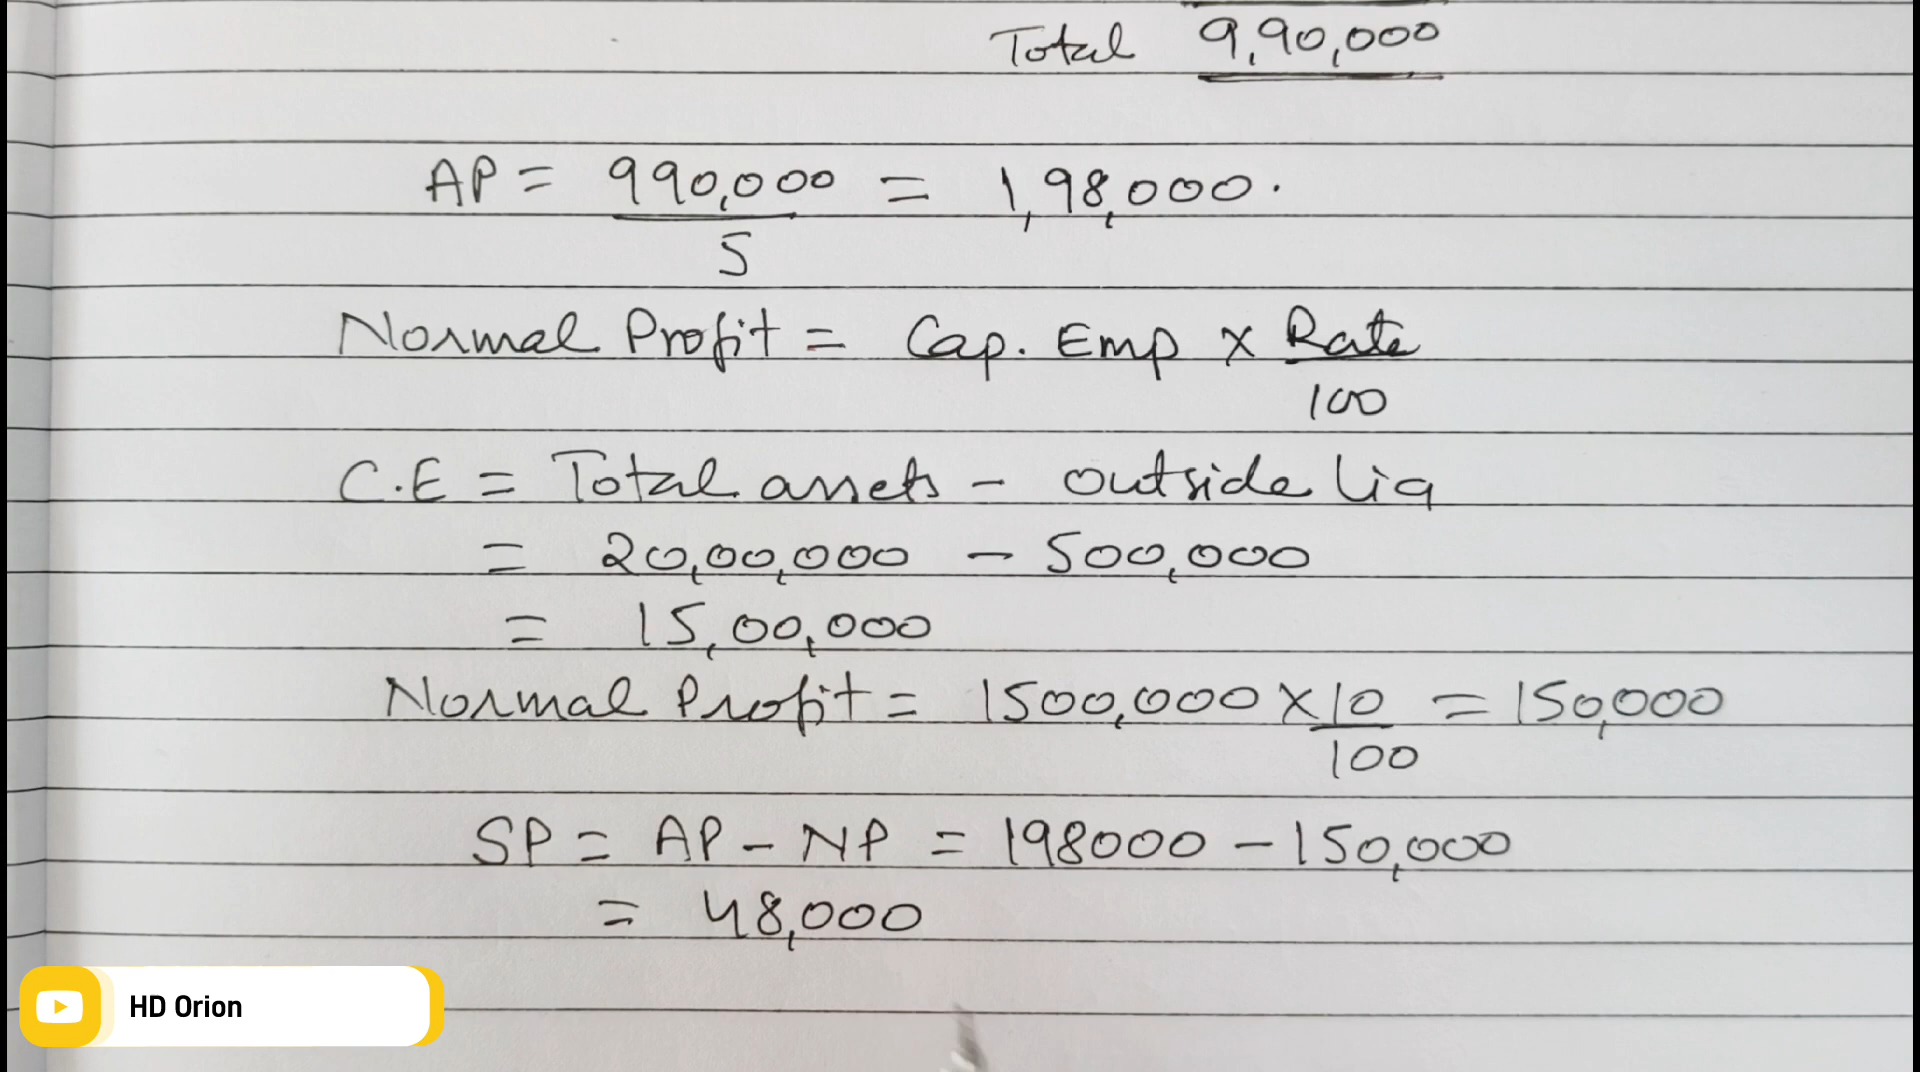 Total 9,90,000
AP = 990,000 = 1,98,000.
5
Normal Profit = Cap. Emp x Rate
100
C.E = Total assets - outside liq
= 20,00,000 - 500,000
= 15,00,000
Normal Profit = 1500,000 x 10 = 150,000
100
SP = AP - NP = 198000 - 150,000
= 48,000
HD Orion